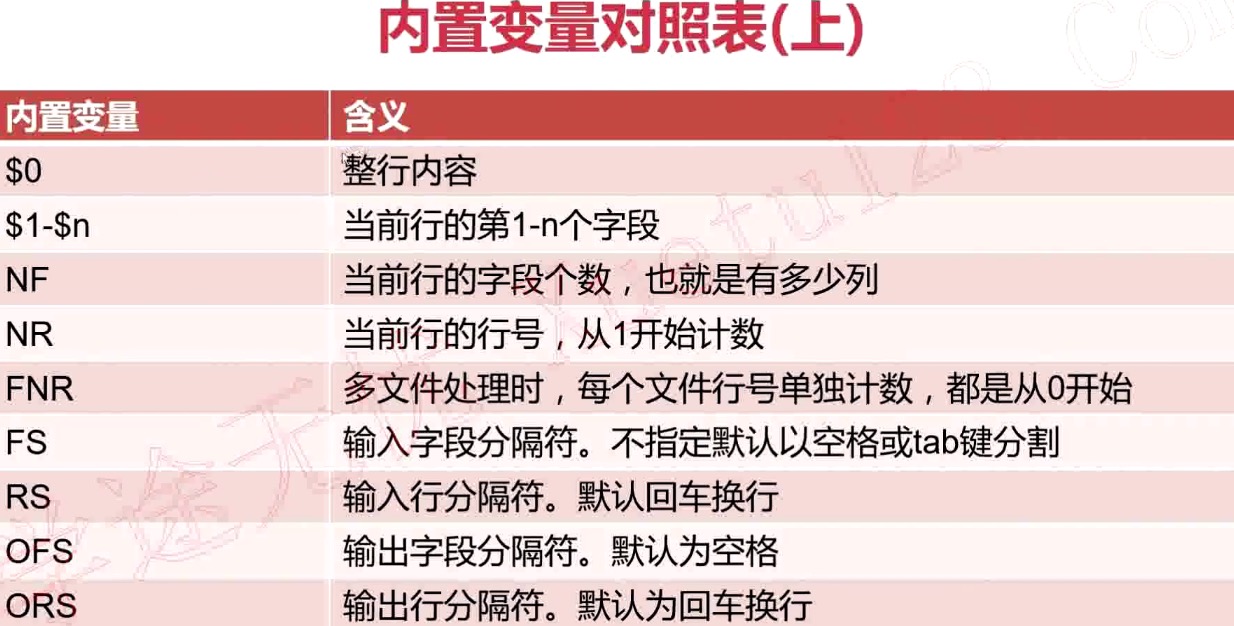 内置变量对照表(上)
内置变量 含义
$0 整行内容
$1-$n 当前行的第1-n个字段
NF 当前行的字段个数，也就是有多少列
NR 当前行的行号，从1开始计数
FNR 多文件处理时，每个文件行号单独计数，都是从0开始
FS 输入字段分隔符。不指定默认以空格或tab键分割
RS 输入行分隔符。默认回车换行
OFS 输出字段分隔符。默认为空格
ORS 输出行分隔符。默认为回车换行